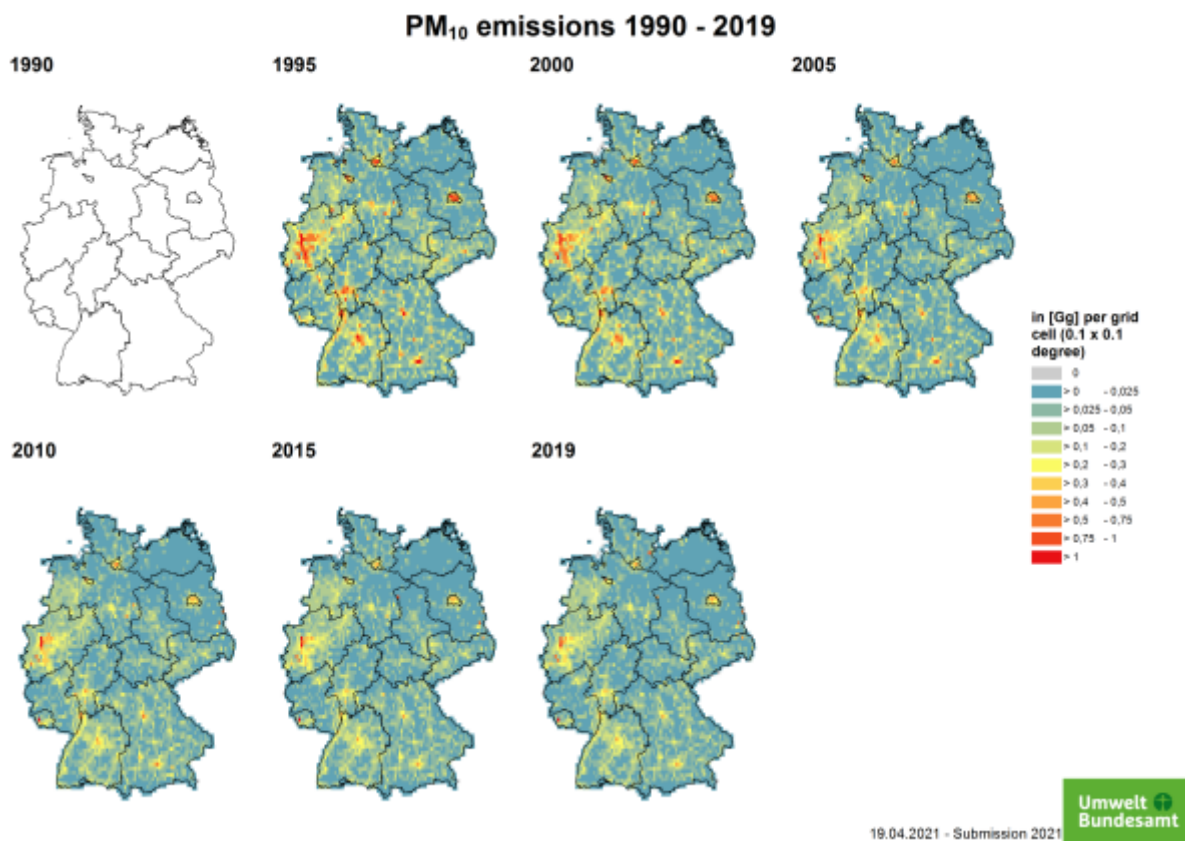 PM₁₀ emissions 1990 - 2019
1990
1995
2000
2005
in [Gg] per grid
cell (0.1 x 0.1
degree)
0
> 0 - 0,025
> 0,025 - 0,05
> 0,05 - 0,1
> 0,1 - 0,2
> 0,2 - 0,3
> 0,3 - 0,4
> 0,4 - 0,5
> 0,5 - 0,75
> 0,75 - 1
> 1
2010
2015
2019
Umwelt
Bundesamt
19.04.2021 - Submission 2021